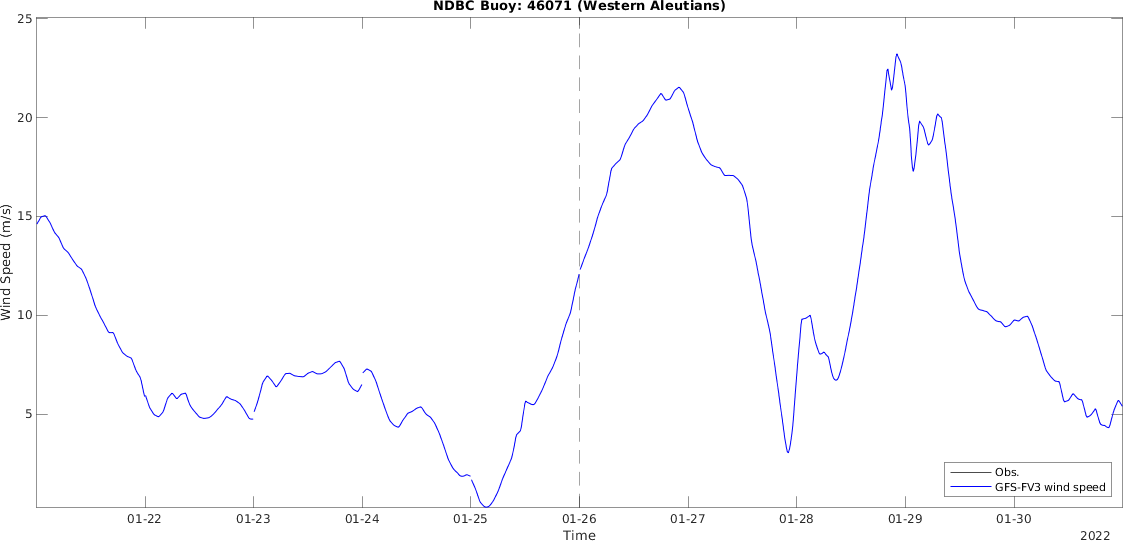 NDBC Buoy: 46071 (Western Aleutians)
25
20
15
10
5
Wind Speed (m/s)
Obs.
GFS-FV3 wind speed
01-22 01-23 01-24 01-25 01-26 01-27 01-28 01-29 01-30
Time
2022